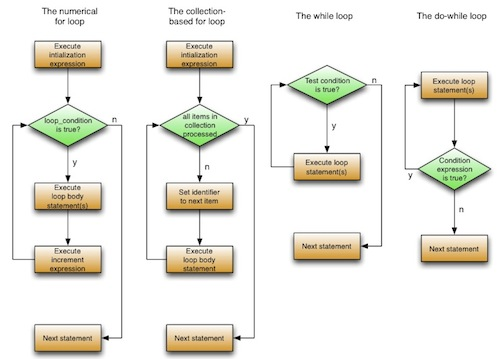 The numerical
for loop
Execute
intialization
expression
loop_condition
is true?
n
y
Execute
loop body
statement(s)
Execute
increment
expression
Next statement
The collection-
based for loop
Execute
intialization
expression
all items in
collection
processed
y
n
Set identifier
to next item
Execute
loop body
statement
Next statement
The while loop
Test condition
is true?
n
y
Execute loop
statement(s)
Next statement
The do-while loop
Execute loop
statement(s)
Condition
expression
is true?
y
n
Next statement